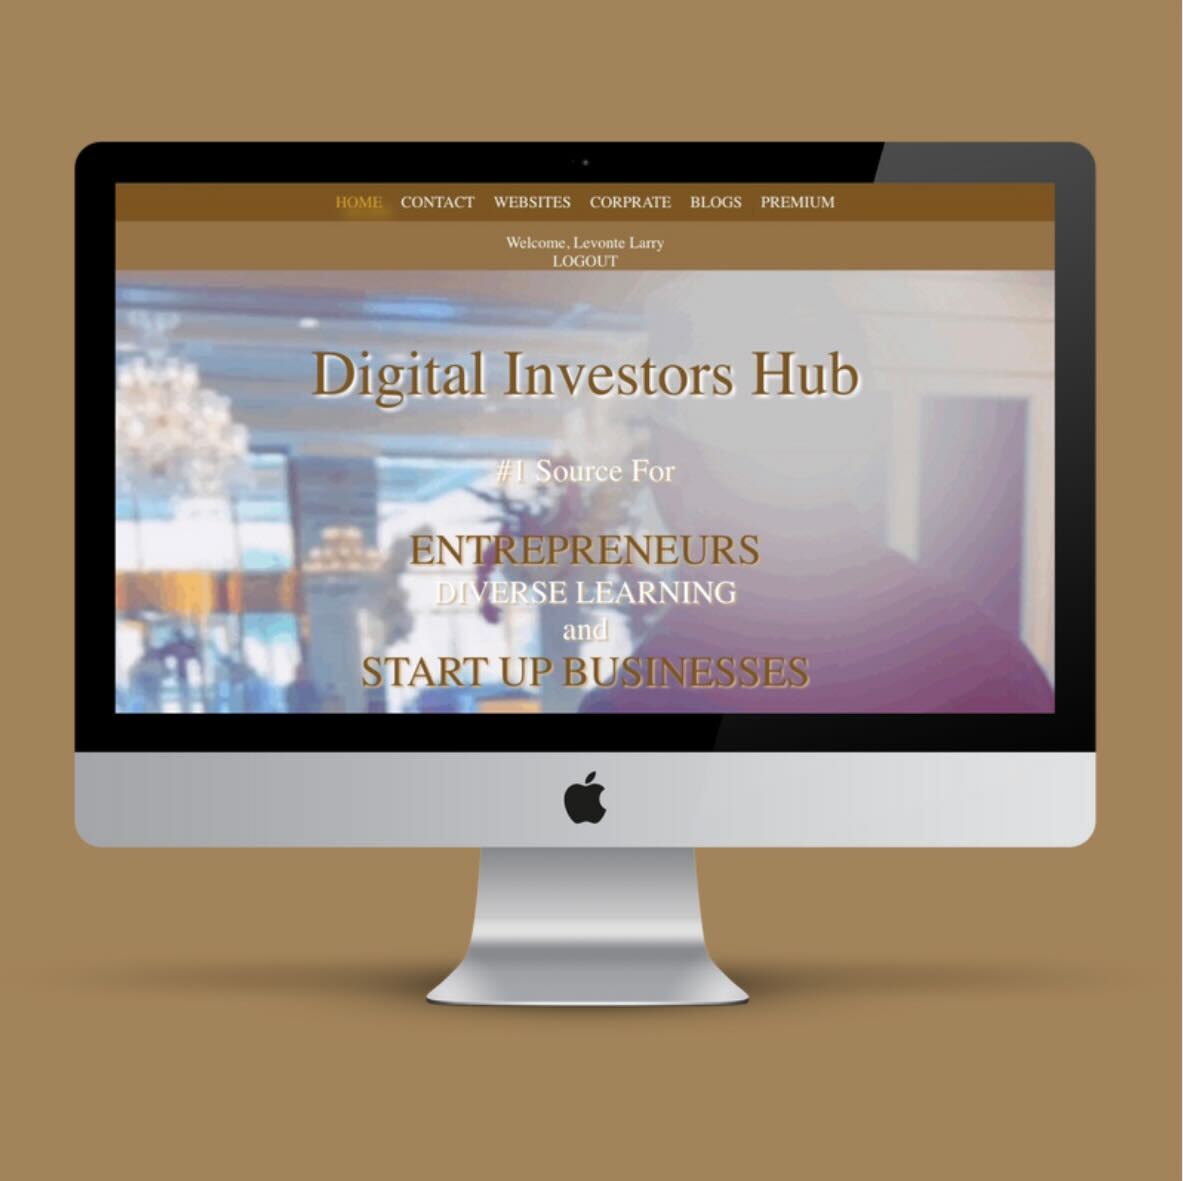 HOME CONTACT WEBSITES CORPRATE BLOGS PREMIUM
Welcome, Levonte Larry
LOGOUT
Digital Investors Hub
#1 Source For
ENTREPRENEURS
DIVERSE LEARNING
and
START UP BUSINESSES